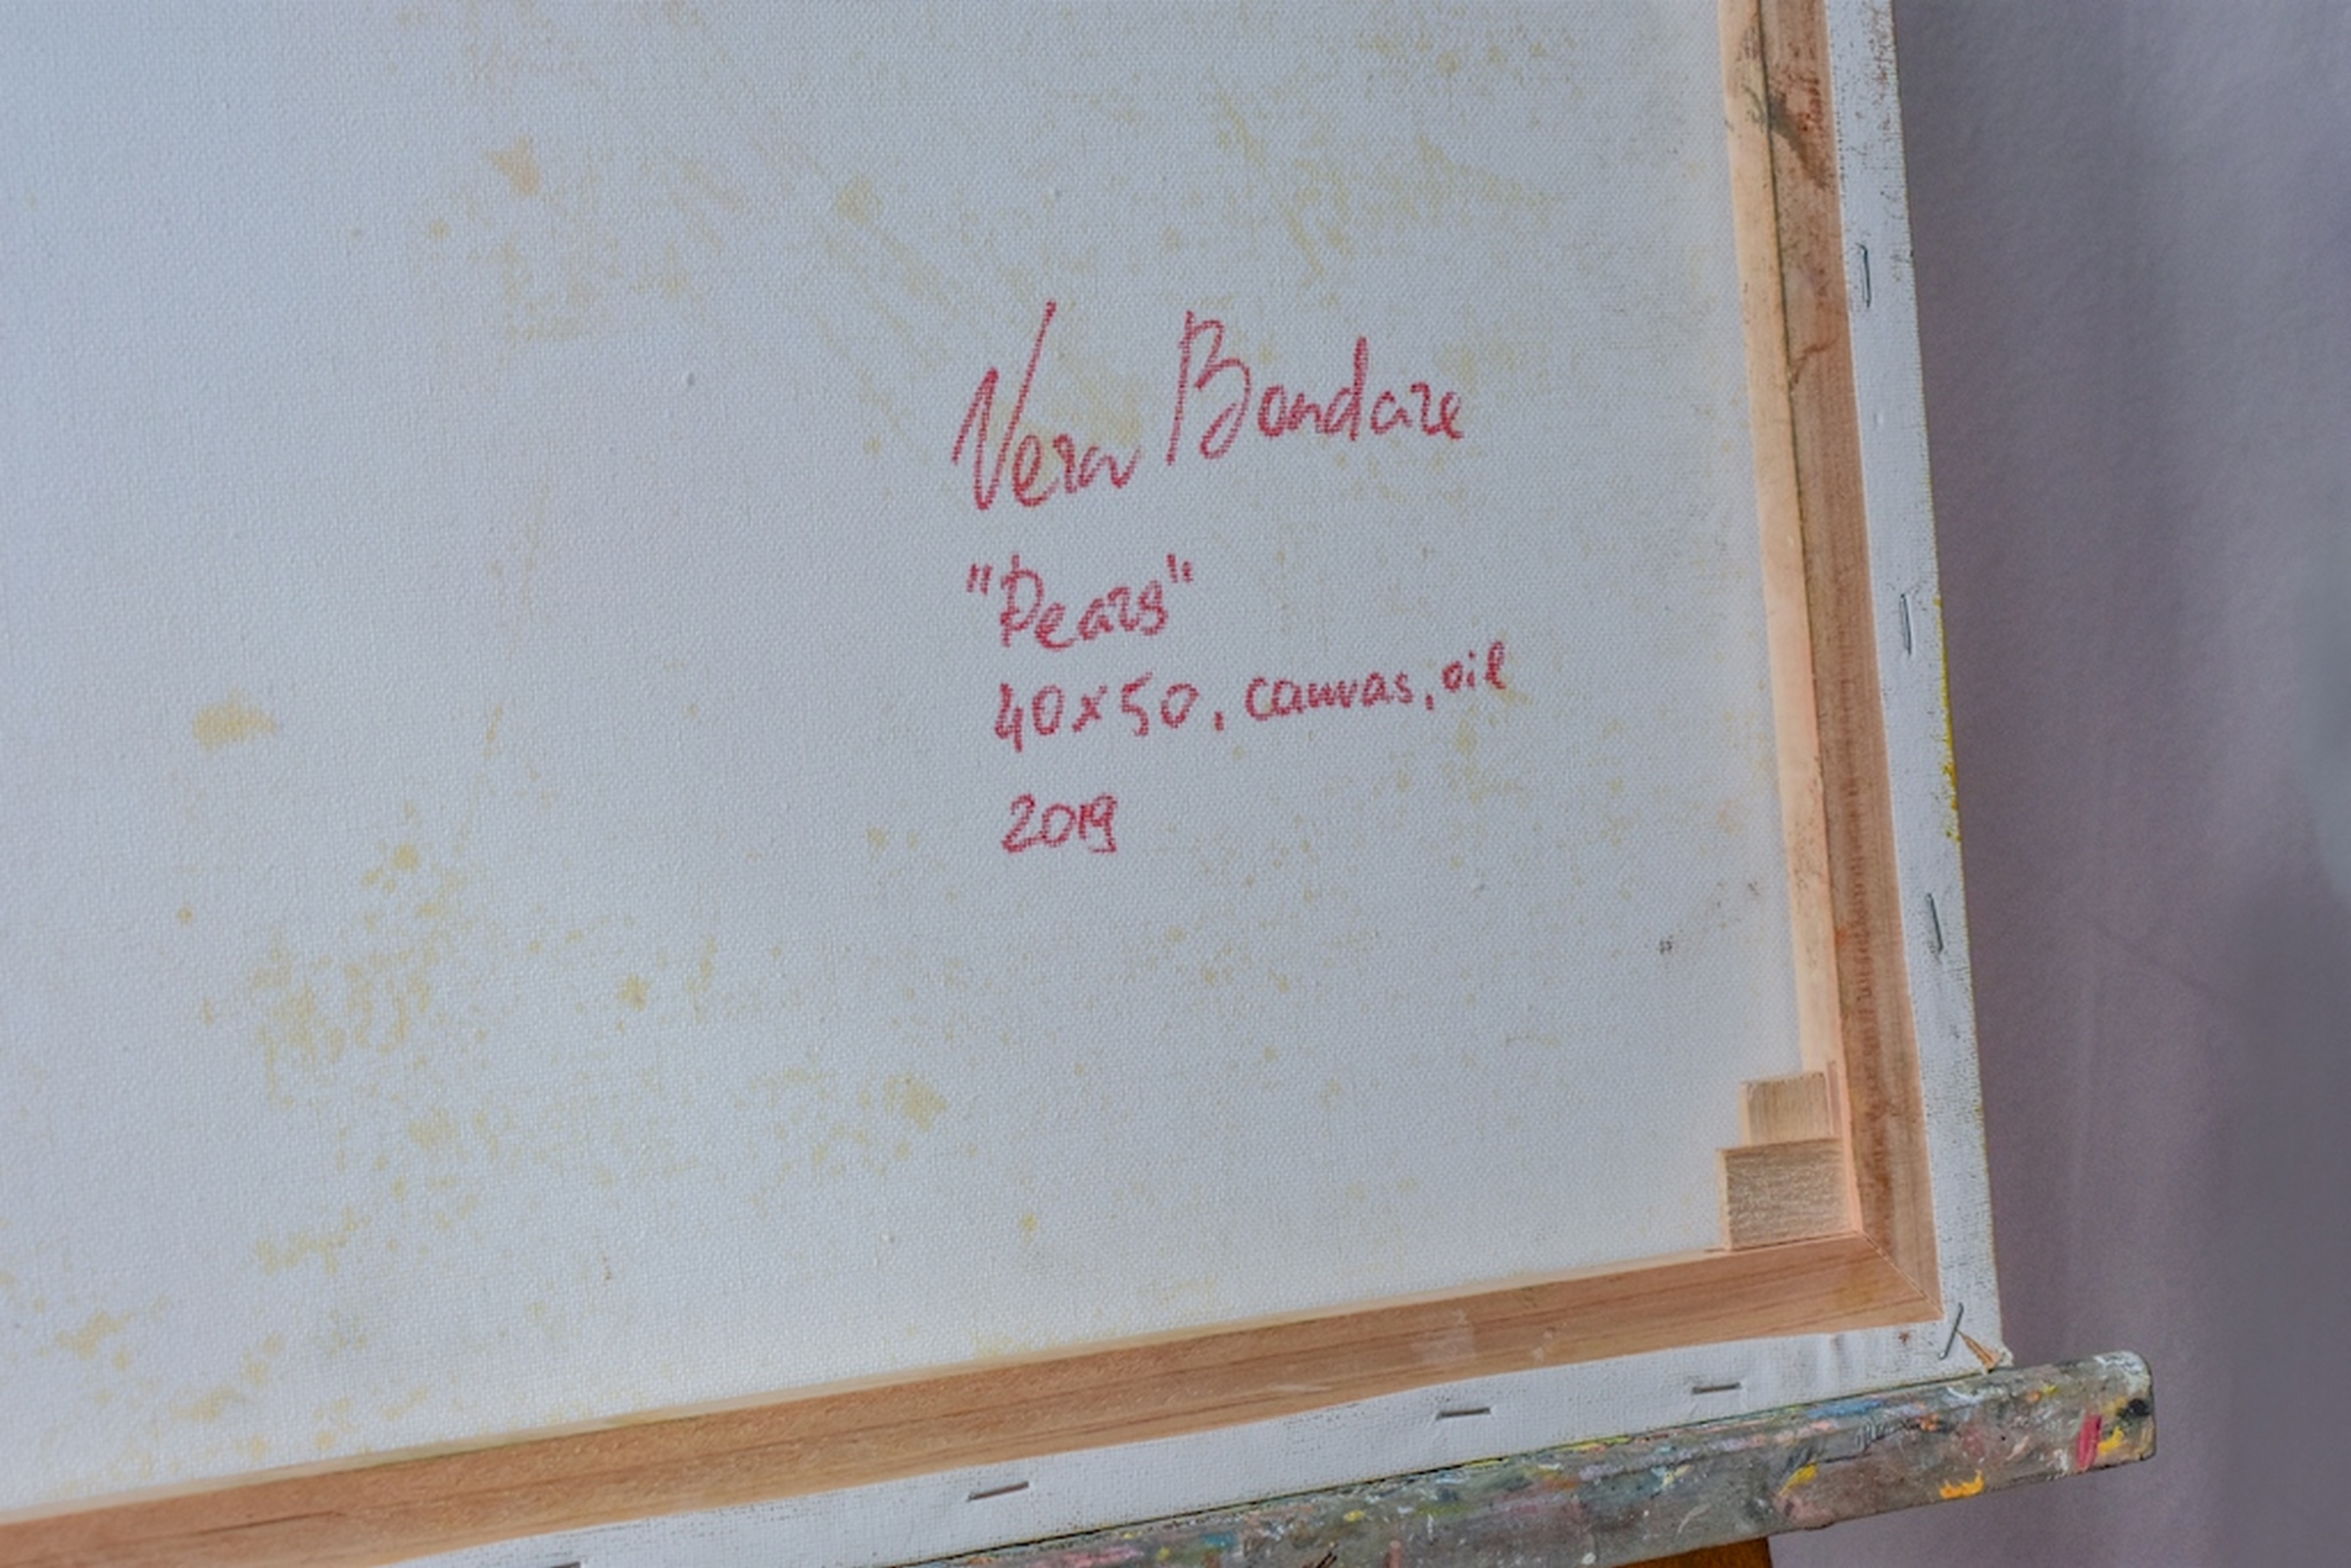 Vera Bondare
"Pears"
40x50, canvas, oil
2019